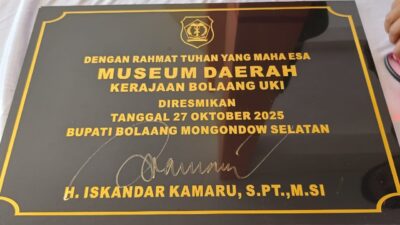 DENGAN RAHMAT TUHAN YANG MAHA ESA
MUSEUM DAERAH
KERAJAAN BOLAANG UKI
DIRESMIKAN
TANGGAL 27 OKTOBER 2025
BUPATI BOLAANG MONGONDOW SELATAN
H. ISKANDAR KAMARU, S.PT.,M.SI